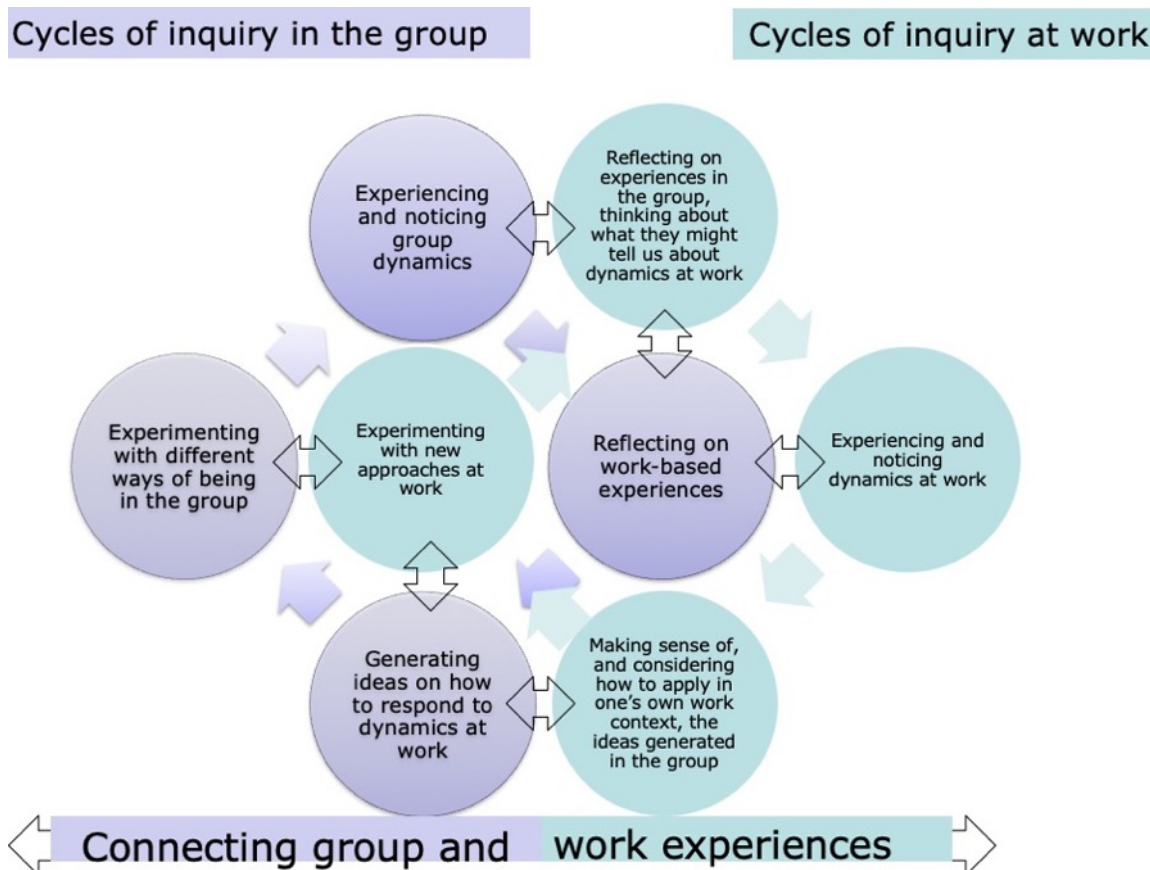 Cycles of inquiry in the group
Cycles of inquiry at work
Experiencing
and noticing
group
dynamics
Reflecting on
experiences in
the group,
thinking about
what they might
tell us about
dynamics at work
Experimenting
with different
ways of being
in the group
Experimenting
with new
approaches at
work
Reflecting on
work-based
experiences
Experiencing and
noticing
dynamics at work
Generating
ideas on how
to respond to
dynamics at
work
Making sense of,
and considering
how to apply in
one's own work
context, the
ideas generated
in the group
Connecting group and work experiences